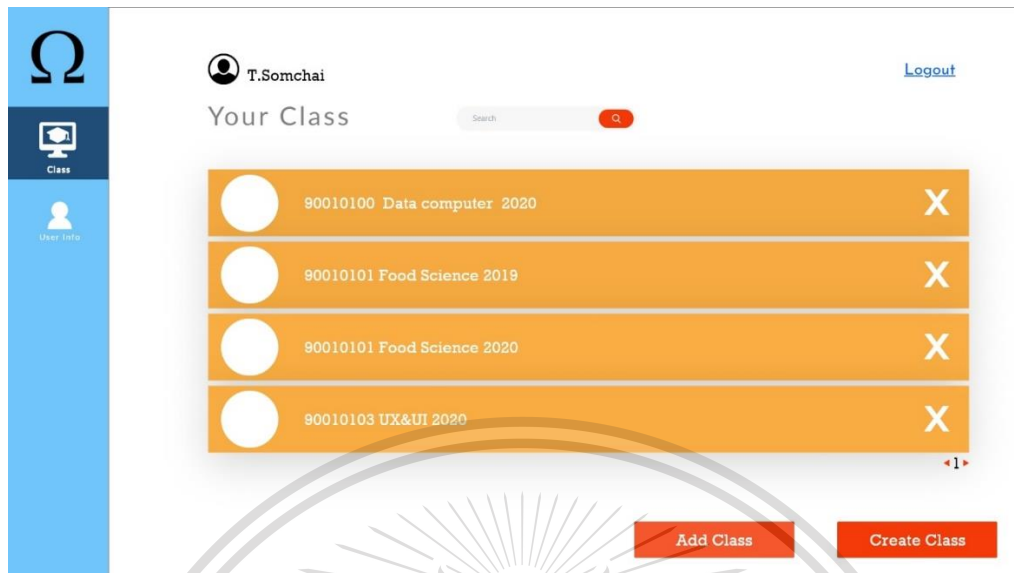 Ω
T.Somchai
Logout
Your Class
Search
Class
User Info
90010100 Data computer 2020
X
90010101 Food Science 2019
X
90010101 Food Science 2020
X
90010103 UX&UI 2020
X
1
Add Class
Create Class